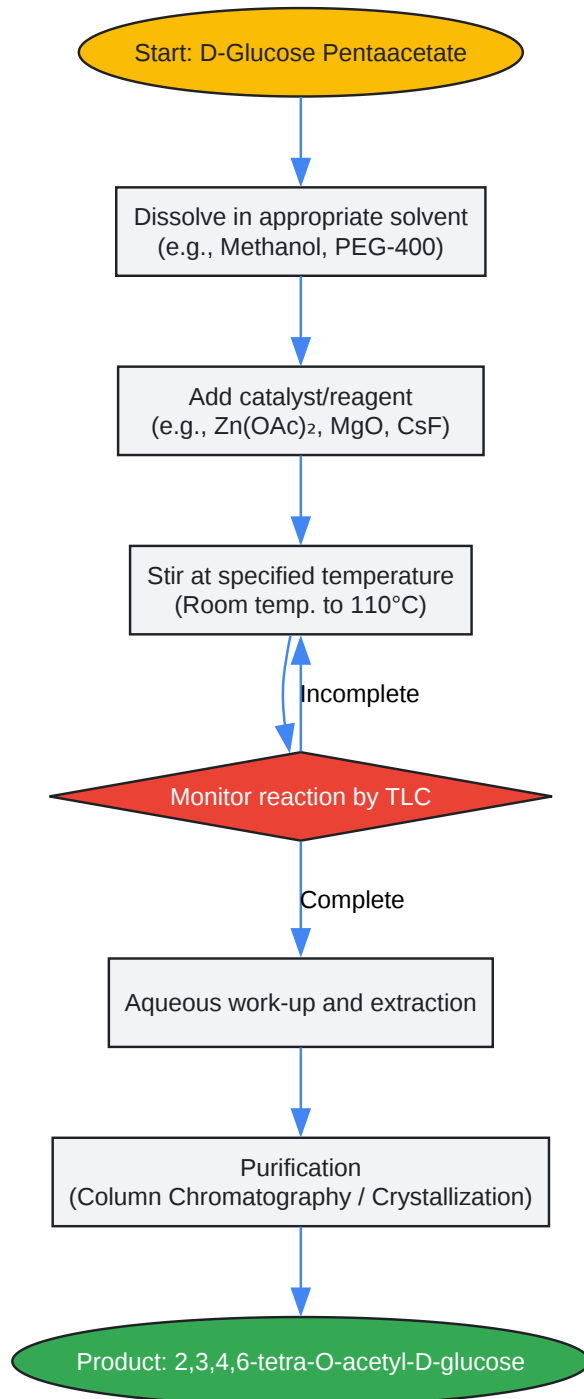 Start: D-Glucose Pentaacetate
Dissolve in appropriate solvent
(e.g., Methanol, PEG-400)
Add catalyst/reagent
(e.g., Zn(OAc)₂, MgO, CsF)
Stir at specified temperature
(Room temp. to 110°C)
Incomplete
Monitor reaction by TLC
Complete
Aqueous work-up and extraction
Purification
(Column Chromatography / Crystallization)
Product: 2,3,4,6-tetra-O-acetyl-D-glucose